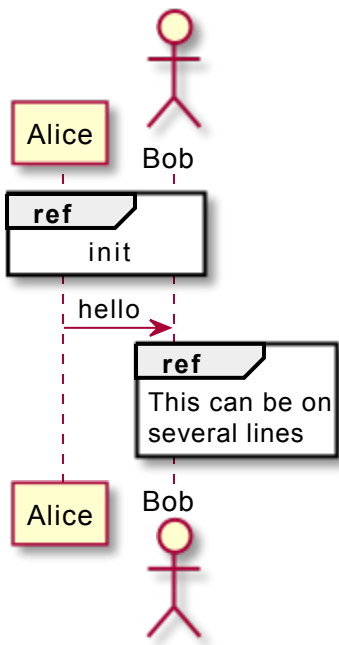 Alice
Bob
ref
init
hello
ref
This can be on
several lines
Alice
Bob